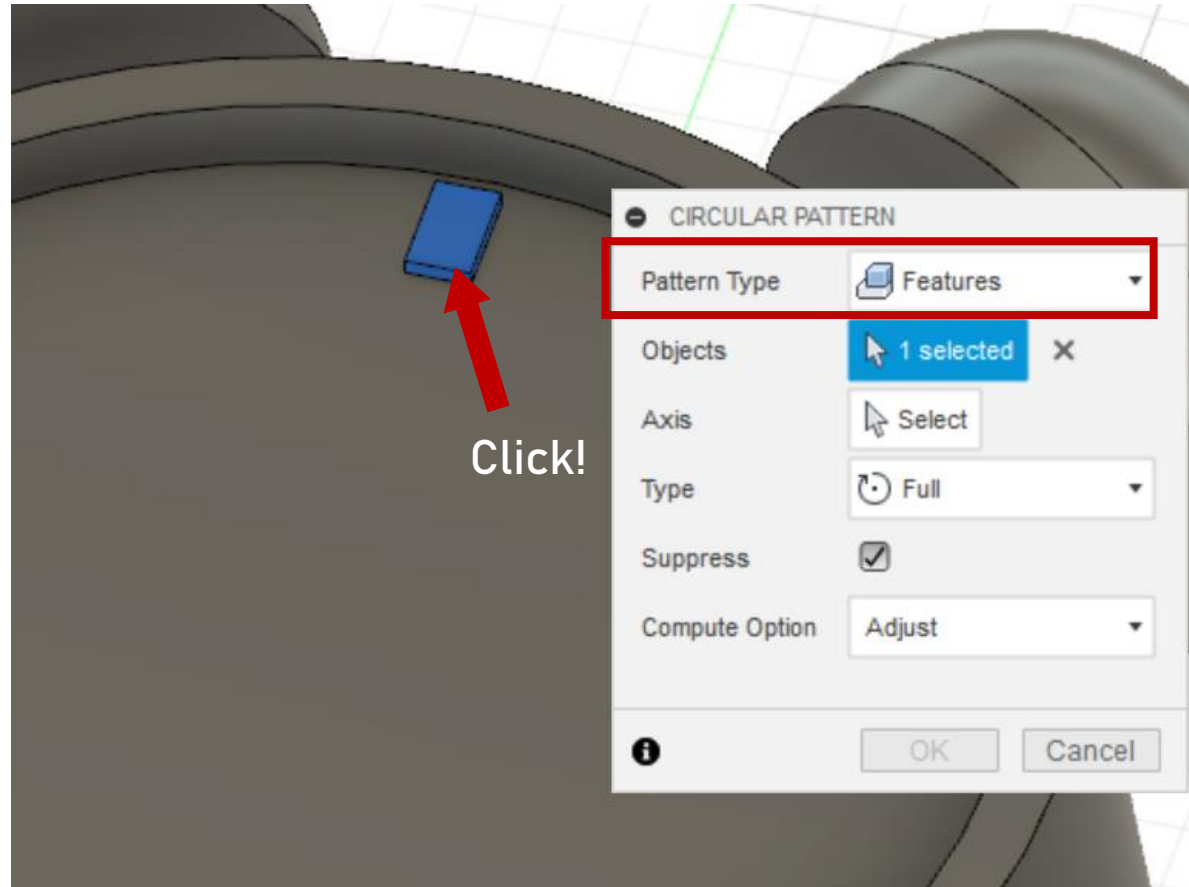 CIRCULAR PATTERN
Pattern Type Features
Objects 1 selected
Axis Select
Click!
Type Full
Suppress
Compute Option Adjust
OK Cancel